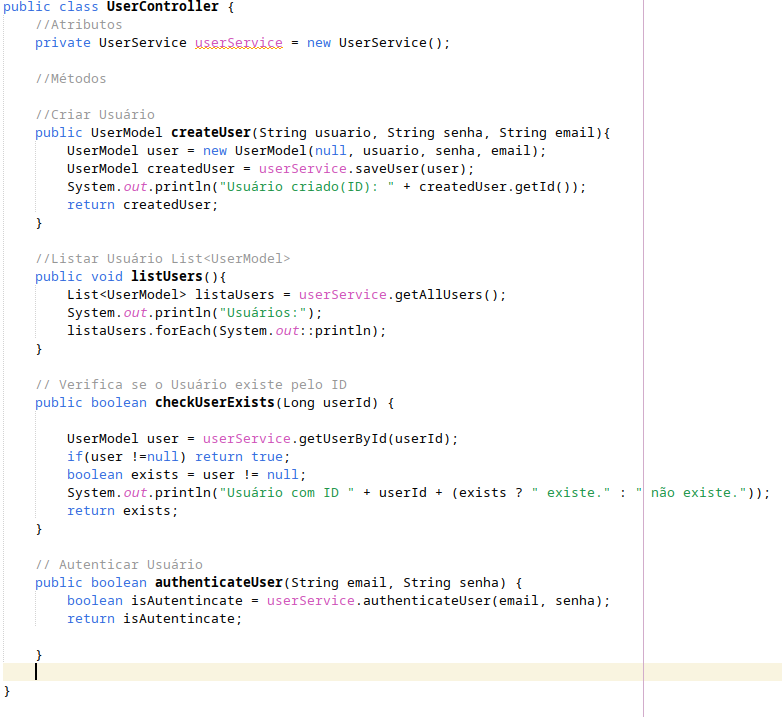 public class UserController {
    //Atributos
    private UserService userService = new UserService();

    //Métodos

    //Criar Usuário
    public UserModel createUser(String usuario, String senha, String email){
        UserModel user = new UserModel(null, usuario, senha, email);
        UserModel createdUser = userService.saveUser(user);
        System.out.println("Usuário criado(ID): " + createdUser.getId());
        return createdUser;
    }

    //Listar Usuário List<UserModel>
    public void listUsers(){
        List<UserModel> listaUsers = userService.getAllUsers();
        System.out.println("Usuários:");
        listaUsers.forEach(System.out::println);
    }

    // Verifica se o Usuário existe pelo ID
    public boolean checkUserExists(Long userId) {

        UserModel user = userService.getUserById(userId);
        if(user !=null) return true;
        boolean exists = user != null;
        System.out.println("Usuário com ID " + userId + (exists ? " existe." : " não existe."));
        return exists;
    }

    // Autenticar Usuário
    public boolean authenticateUser(String email, String senha) {
        boolean isAutentincate = userService.authenticateUser(email, senha);
        return isAutentincate;

    }

}